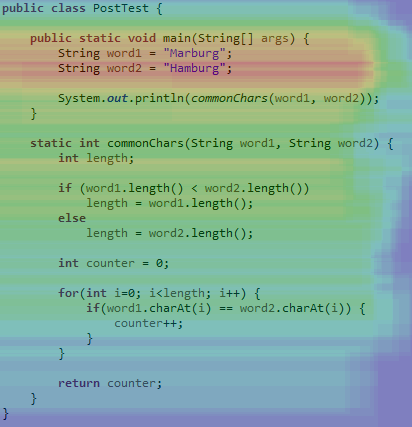 public class PostTest {
public static void main(String[] args) {
String word1 = "Marburg";
String word2 = "Hamburg";
System.out.println(commonChars(word1, word2));
}
static int commonChars(String word1, String word2) {
int length;
if (word1.length() < word2.length())
length = word1.length();
else
length = word2.length();
int counter = 0;
for(int i=0; i<length; i++) {
if(word1.charAt(i) == word2.charAt(i)) {
counter++;
}
}
return counter;
}
}